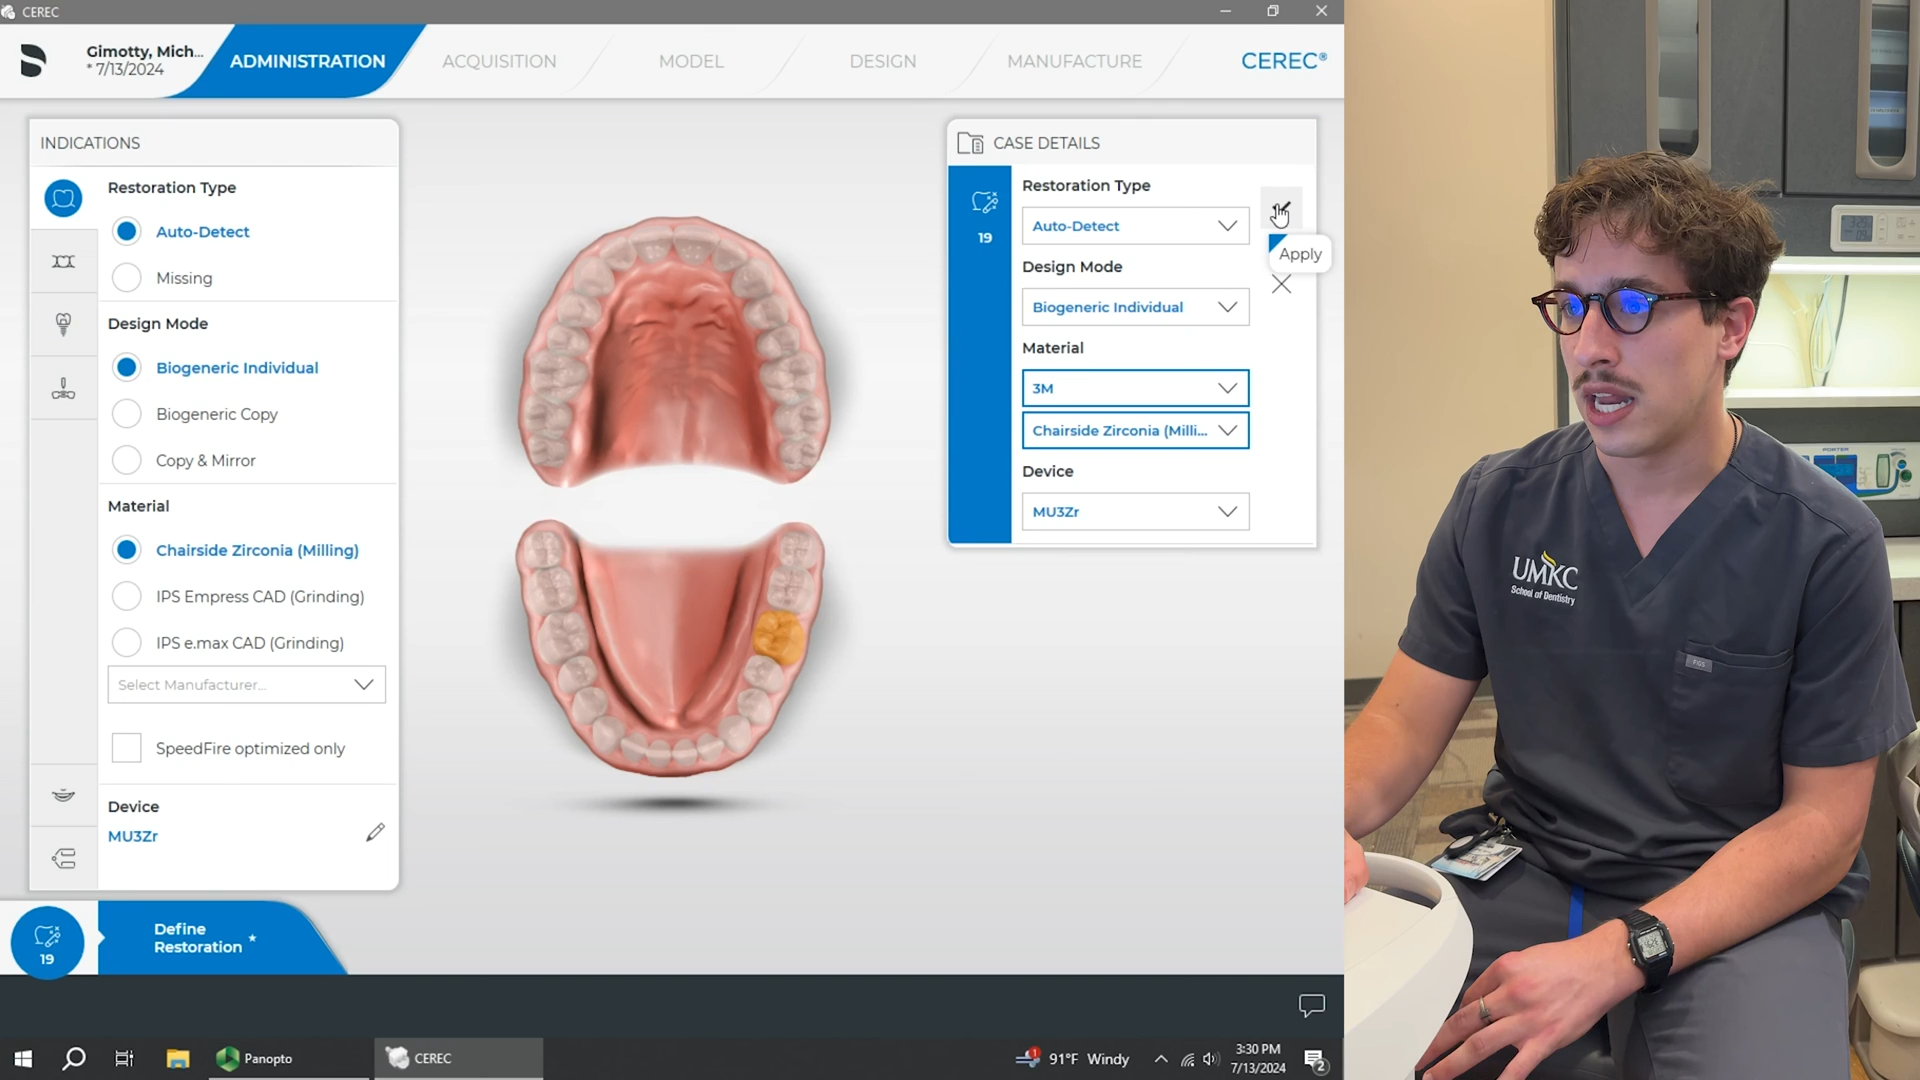 CEREC
Gimotty, Mich...
* 7/13/2024
ADMINISTRATION
ACQUISITION
MODEL
DESIGN
MANUFACTURE
CEREC®
INDICATIONS
Restoration Type
Auto-Detect
Missing
Design Mode
Biogeneric Individual
Biogeneric Copy
Copy & Mirror
Material
Chairside Zirconia (Milling)
IPS Empress CAD (Grinding)
IPS e.max CAD (Grinding)
Select Manufacturer...
SpeedFire optimized only
Device
MU3Zr
CASE DETAILS
19
Restoration Type
Auto-Detect
Apply
Design Mode
Biogeneric Individual
Material
3M
Chairside Zirconia (Milli...
Device
MU3Zr
19
Define
Restoration *
Panopto
CEREC
1
91°F Windy
3:30 PM
7/13/2024
2
UMKC
School of Dentistry
FIGS
PORTER